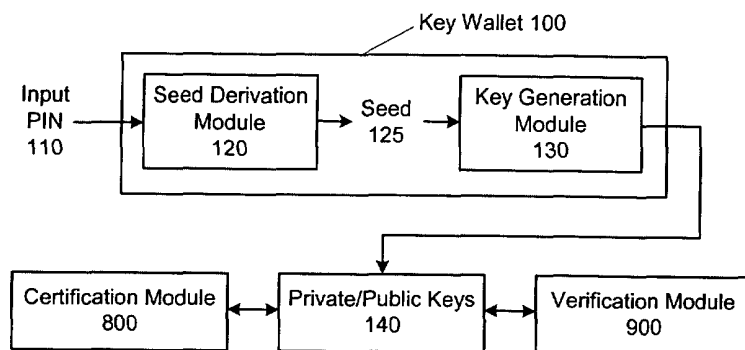 Key Wallet 100
Input
PIN
110
Seed Derivation
Module
120
Seed
125
Key Generation
Module
130
Certification Module
800
Private/Public Keys
140
Verification Module
900